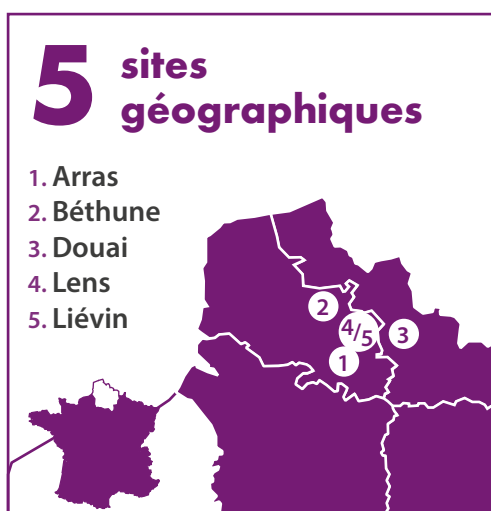 5 sites
géographiques
1. Arras
2. Béthune
3. Douai
4. Lens
5. Liévin
2
4/5
3
1